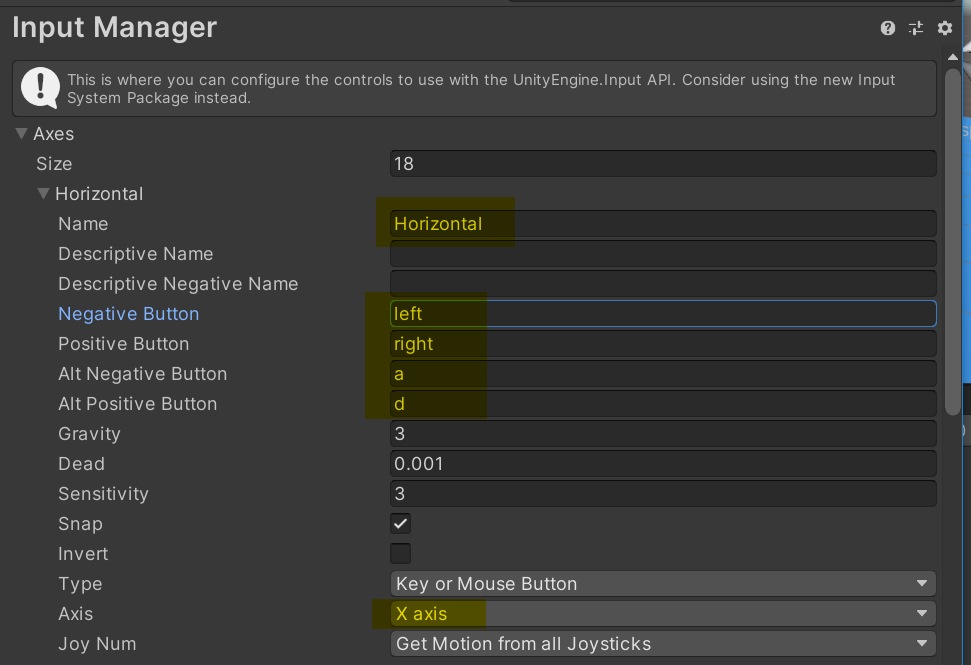 Input Manager
This is where you can configure the controls to use with the UnityEngine.Input API. Consider using the new Input
System Package instead.
Axes
Size 18
Horizontal
Name Horizontal
Descriptive Name
Descriptive Negative Name
Negative Button left
Positive Button right
Alt Negative Button a
Alt Positive Button d
Gravity 3
Dead 0.001
Sensitivity 3
Snap
Invert
Type Key or Mouse Button
Axis X axis
Joy Num Get Motion from all Joysticks